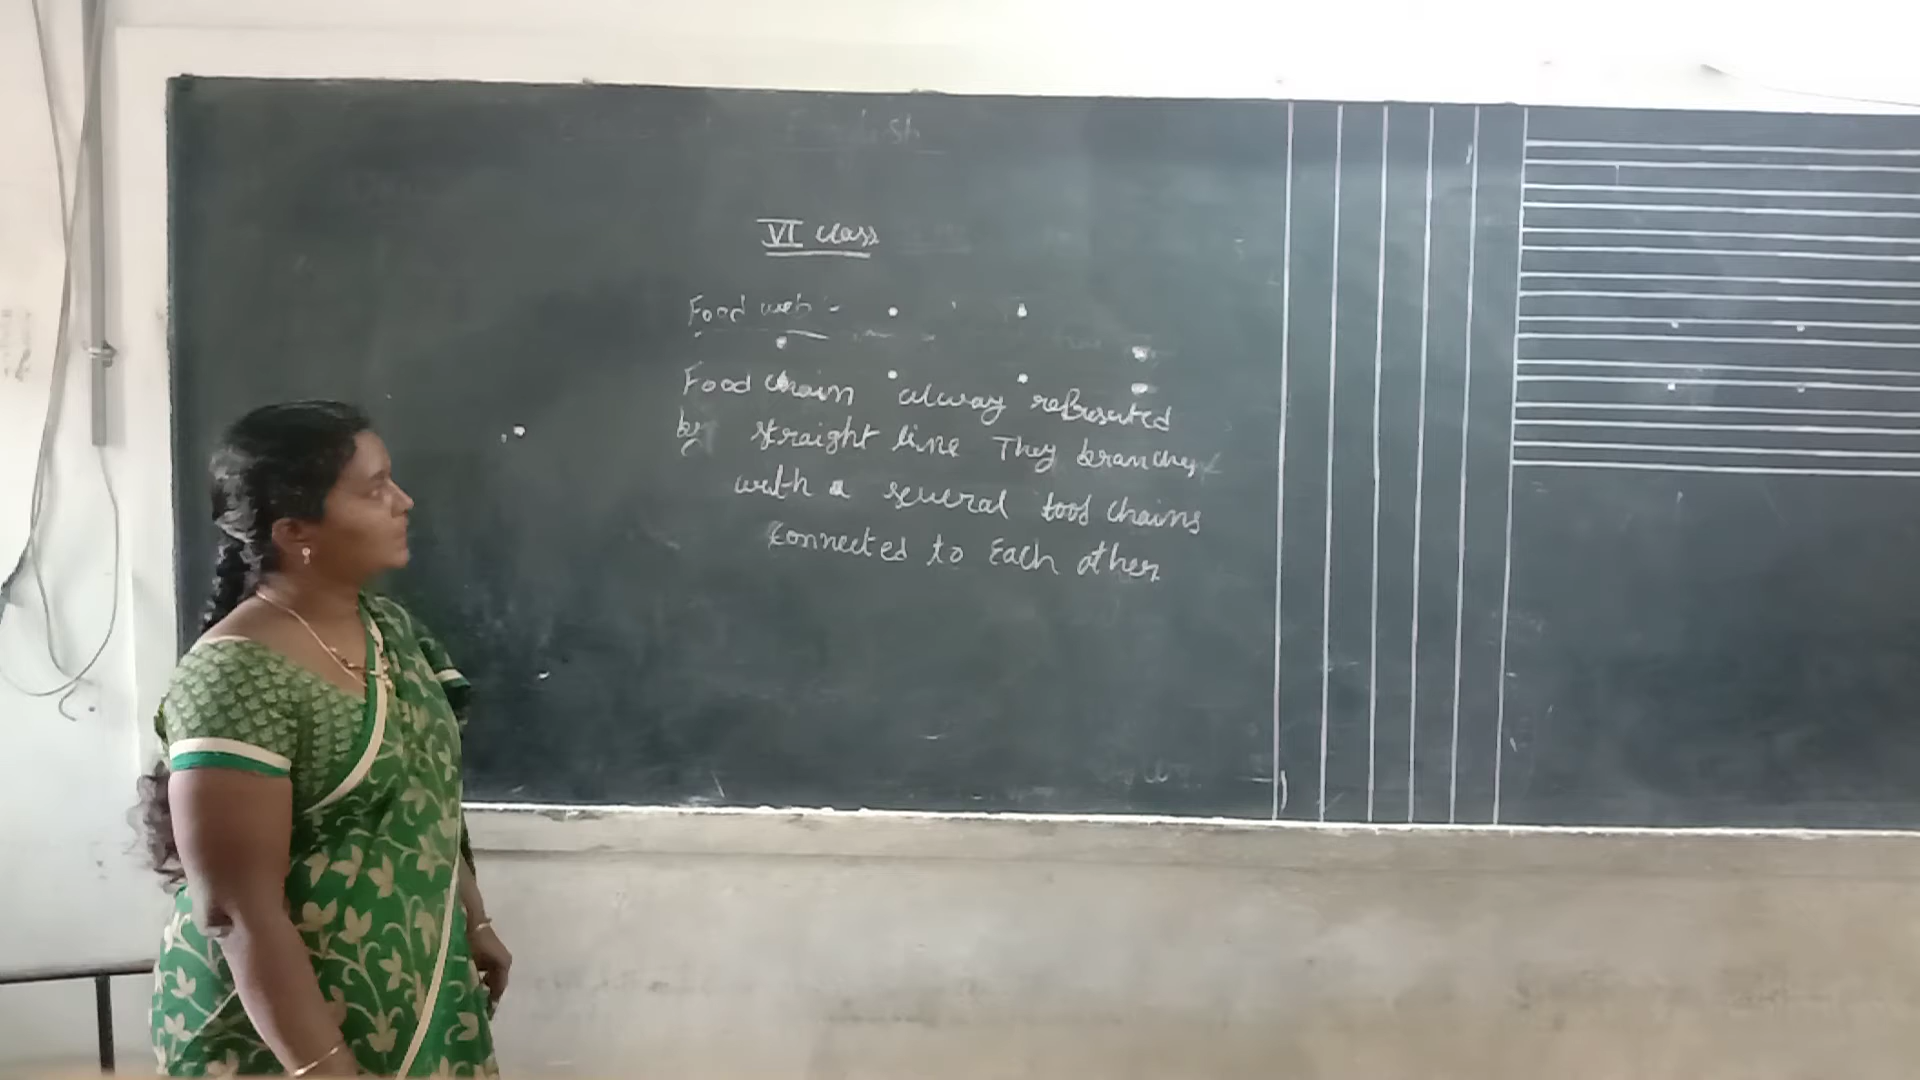 VI class
Food web -
Food chain alway represented
by straight line They branches
with a several food chains
connected to Each other